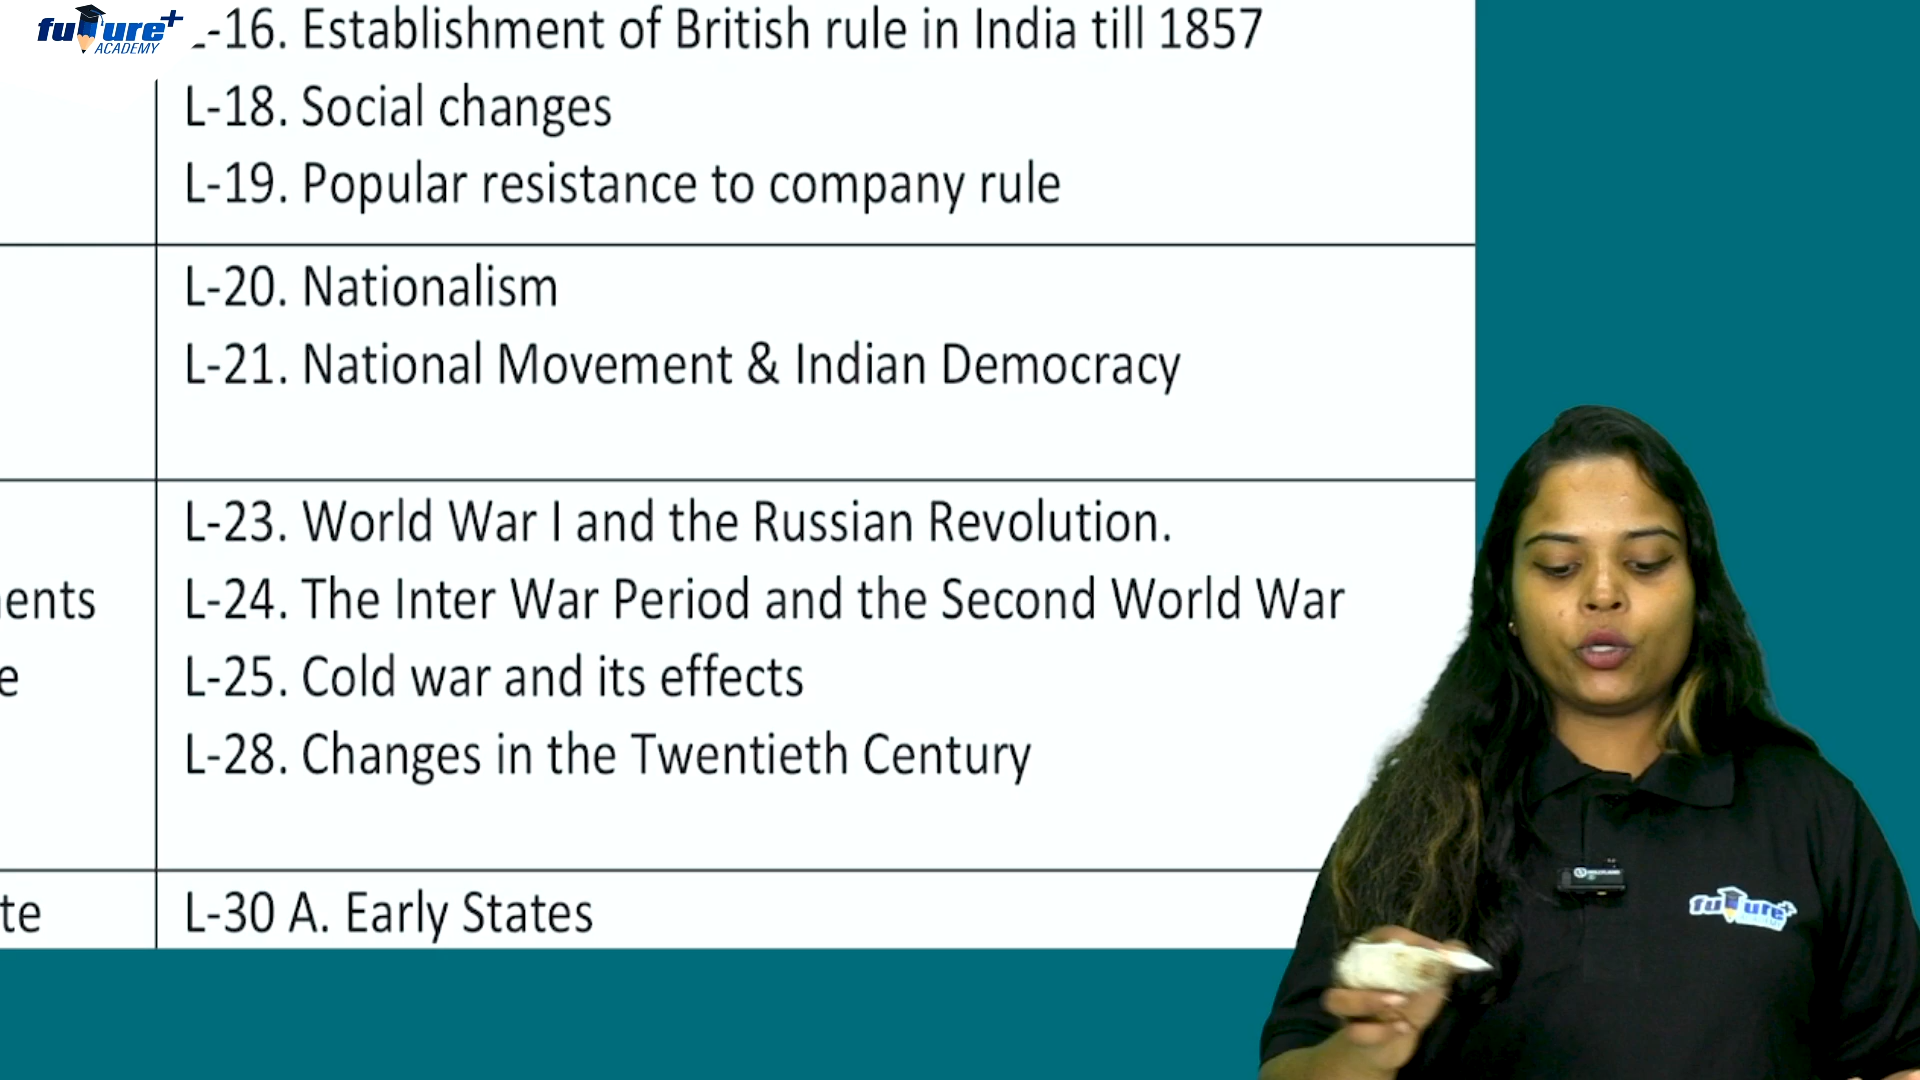 future+
ACADEMY
L-16. Establishment of British rule in India till 1857
L-18. Social changes
L-19. Popular resistance to company rule
L-20. Nationalism
L-21. National Movement & Indian Democracy
L-23. World War I and the Russian Revolution.
ents
L-24. The Inter War Period and the Second World War
e
L-25. Cold war and its effects
L-28. Changes in the Twentieth Century
te
L-30 A. Early States
future+